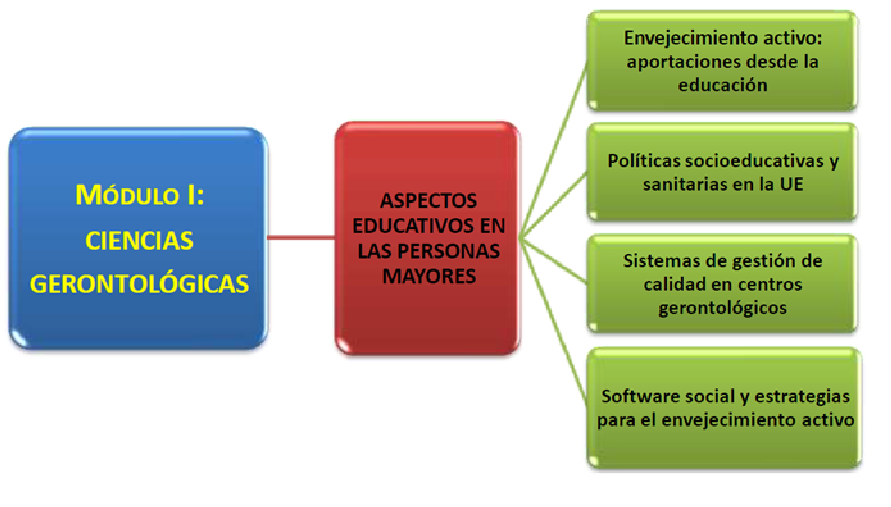 MÓDULO I:
CIENCIAS
GERONTOLÓGICAS
ASPECTOS
EDUCATIVOS EN
LAS PERSONAS
MAYORES
Envejecimiento activo:
aportaciones desde la
educación
Políticas socioeducativas y
sanitarias en la UE
Sistemas de gestión de
calidad en centros
gerontológicos
Software social y estrategias
para el envejecimiento activo